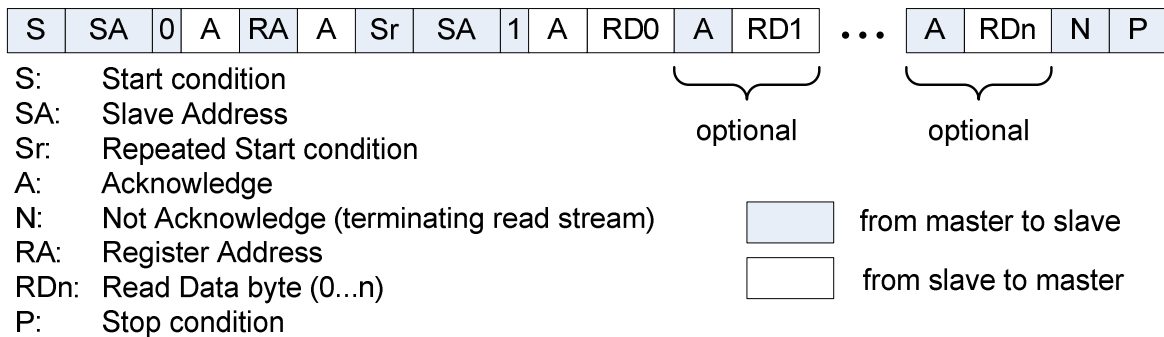 S SA 0 A RA A Sr SA 1 A RD0 A RD1 ... A RDn N P
optional optional
S: Start condition
SA: Slave Address
Sr: Repeated Start condition
A: Acknowledge
N: Not Acknowledge (terminating read stream)
RA: Register Address
RDn: Read Data byte (0...n)
P: Stop condition
from master to slave
from slave to master